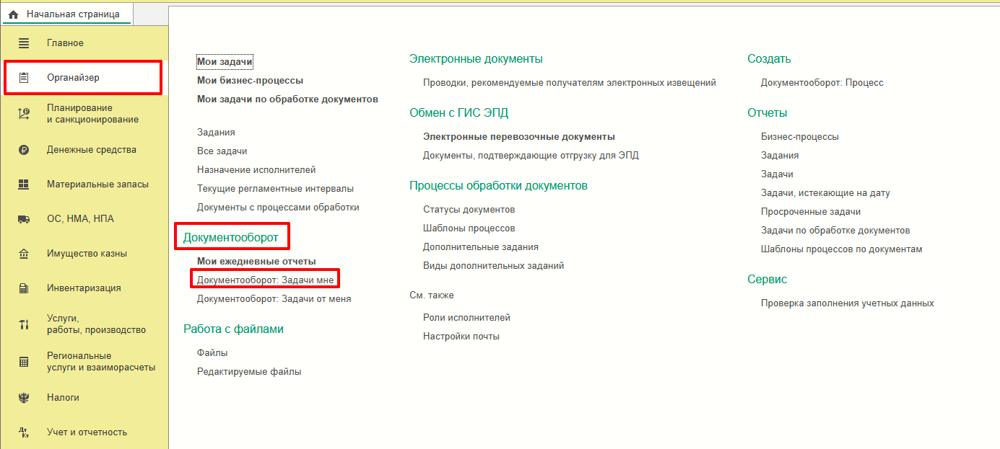 Начальная страница
Главное
Органайзер
Планирование
и санкционирование
Денежные средства
Материальные запасы
ОС, НМА, НПА
Имущество казны
Инвентаризация
Услуги,
работы, производство
Региональные
услуги и взаиморасчеты
Налоги
Учет и отчетность
Мои задачи
Мои бизнес-процессы
Мои задачи по обработке документов
Задания
Все задачи
Назначение исполнителей
Текущие регламентные интервалы
Документы с процессами обработки
Документооборот
Мои ежедневные отчеты
Документооборот: Задачи мне
Документооборот: Задачи от меня
Работа с файлами
Файлы
Редактируемые файлы
Электронные документы
Проводки, рекомендуемые получателям электронных извещений
Обмен с ГИС ЭПД
Электронные перевозочные документы
Документы, подтверждающие отгрузку для ЭПД
Процессы обработки документов
Статусы документов
Шаблоны процессов
Дополнительные задания
Виды дополнительных заданий
См. также
Роли исполнителей
Настройки почты
Создать
Документооборот: Процесс
Отчеты
Бизнес-процессы
Задания
Задачи
Задачи, истекающие на дату
Просроченные задачи
Задачи по обработке документов
Шаблоны процессов по документам
Сервис
Проверка заполнения учетных данных